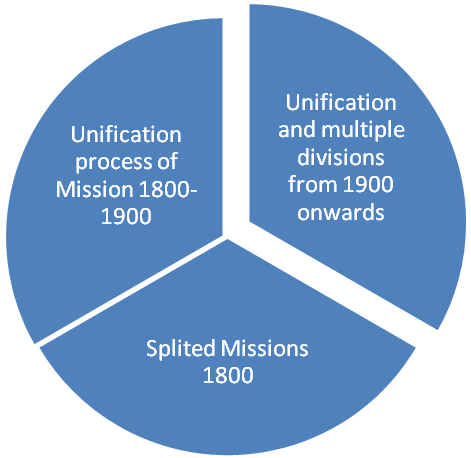 Unification
and multiple
divisions
from 1900
onwards
Splited Missions
1800
Unification
process of
Mission 1800-
1900